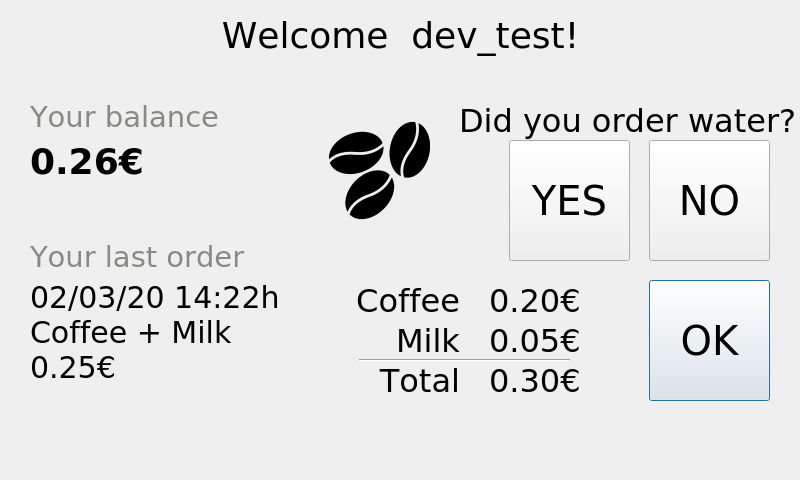 Welcome  dev_test!
Your balance
0.26€
Did you order water?
YES
NO
Your last order
02/03/20 14:22h
Coffee + Milk
0.25€
Coffee 0.20€
Milk 0.05€
Total 0.30€
OK